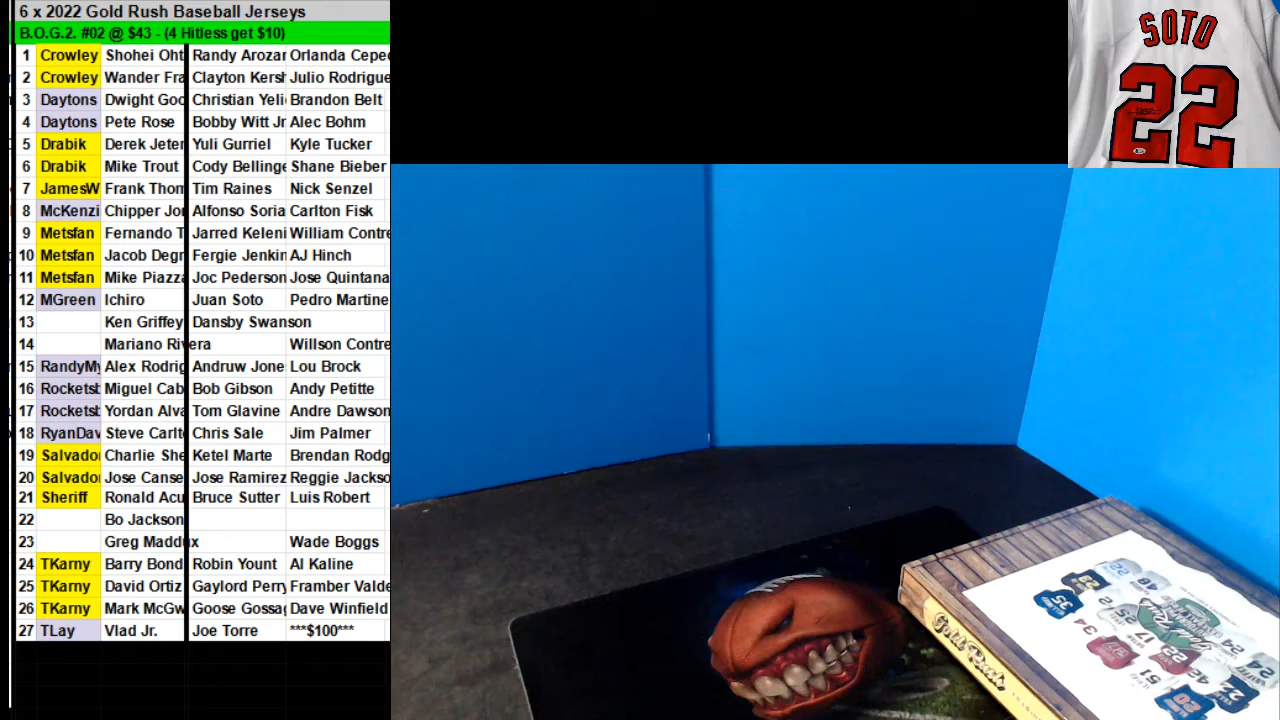 6 x 2022 Gold Rush Baseball Jerseys
B.O.G.2. #02 @ $43 - (4 Hitless get $10)
1 Crowley Shohei Oht Randy Arozar Orlanda Cepe
2 Crowley Wander Fra Clayton Kersh Julio Rodrigue
3 Daytons Dwight Goo Christian Yeli Brandon Belt
4 Daytons Pete Rose Bobby Witt Jr Alec Bohm
5 Drabik Derek Jeter Yuli Gurriel Kyle Tucker
6 Drabik Mike Trout Cody Bellinge Shane Bieber
7 JamesW Frank Thom Tim Raines Nick Senzel
8 McKenzi Chipper Jon Alfonso Soria Carlton Fisk
9 Metsfan Fernando T Jarred Keleni William Contre
10 Metsfan Jacob Degr Fergie Jenkin AJ Hinch
11 Metsfan Mike Piazza Joc Pederson Jose Quintana
12 MGreen Ichiro Juan Soto Pedro Martine
13 Ken Griffey Dansby Swanson
14 Mariano Rivera Willson Contre
15 RandyMy Alex Rodrig Andruw Jone Lou Brock
16 Rocketsb Miguel Cab Bob Gibson Andy Petitte
17 Rocketsb Yordan Alva Tom Glavine Andre Dawson
18 RyanDav Steve Carlt Chris Sale Jim Palmer
19 Salvador Charlie She Ketel Marte Brendan Rodg
20 Salvador Jose Canse Jose Ramirez Reggie Jackso
21 Sheriff Ronald Acu Bruce Sutter Luis Robert
22 Bo Jackson
23 Greg Maddux Wade Boggs
24 TKarny Barry Bond Robin Yount Al Kaline
25 TKarny David Ortiz Gaylord Perry Framber Valde
26 TKarny Mark McGw Goose Gossag Dave Winfield
27 TLay Vlad Jr. Joe Torre ***$100***
SOTO
22
Gold Rush